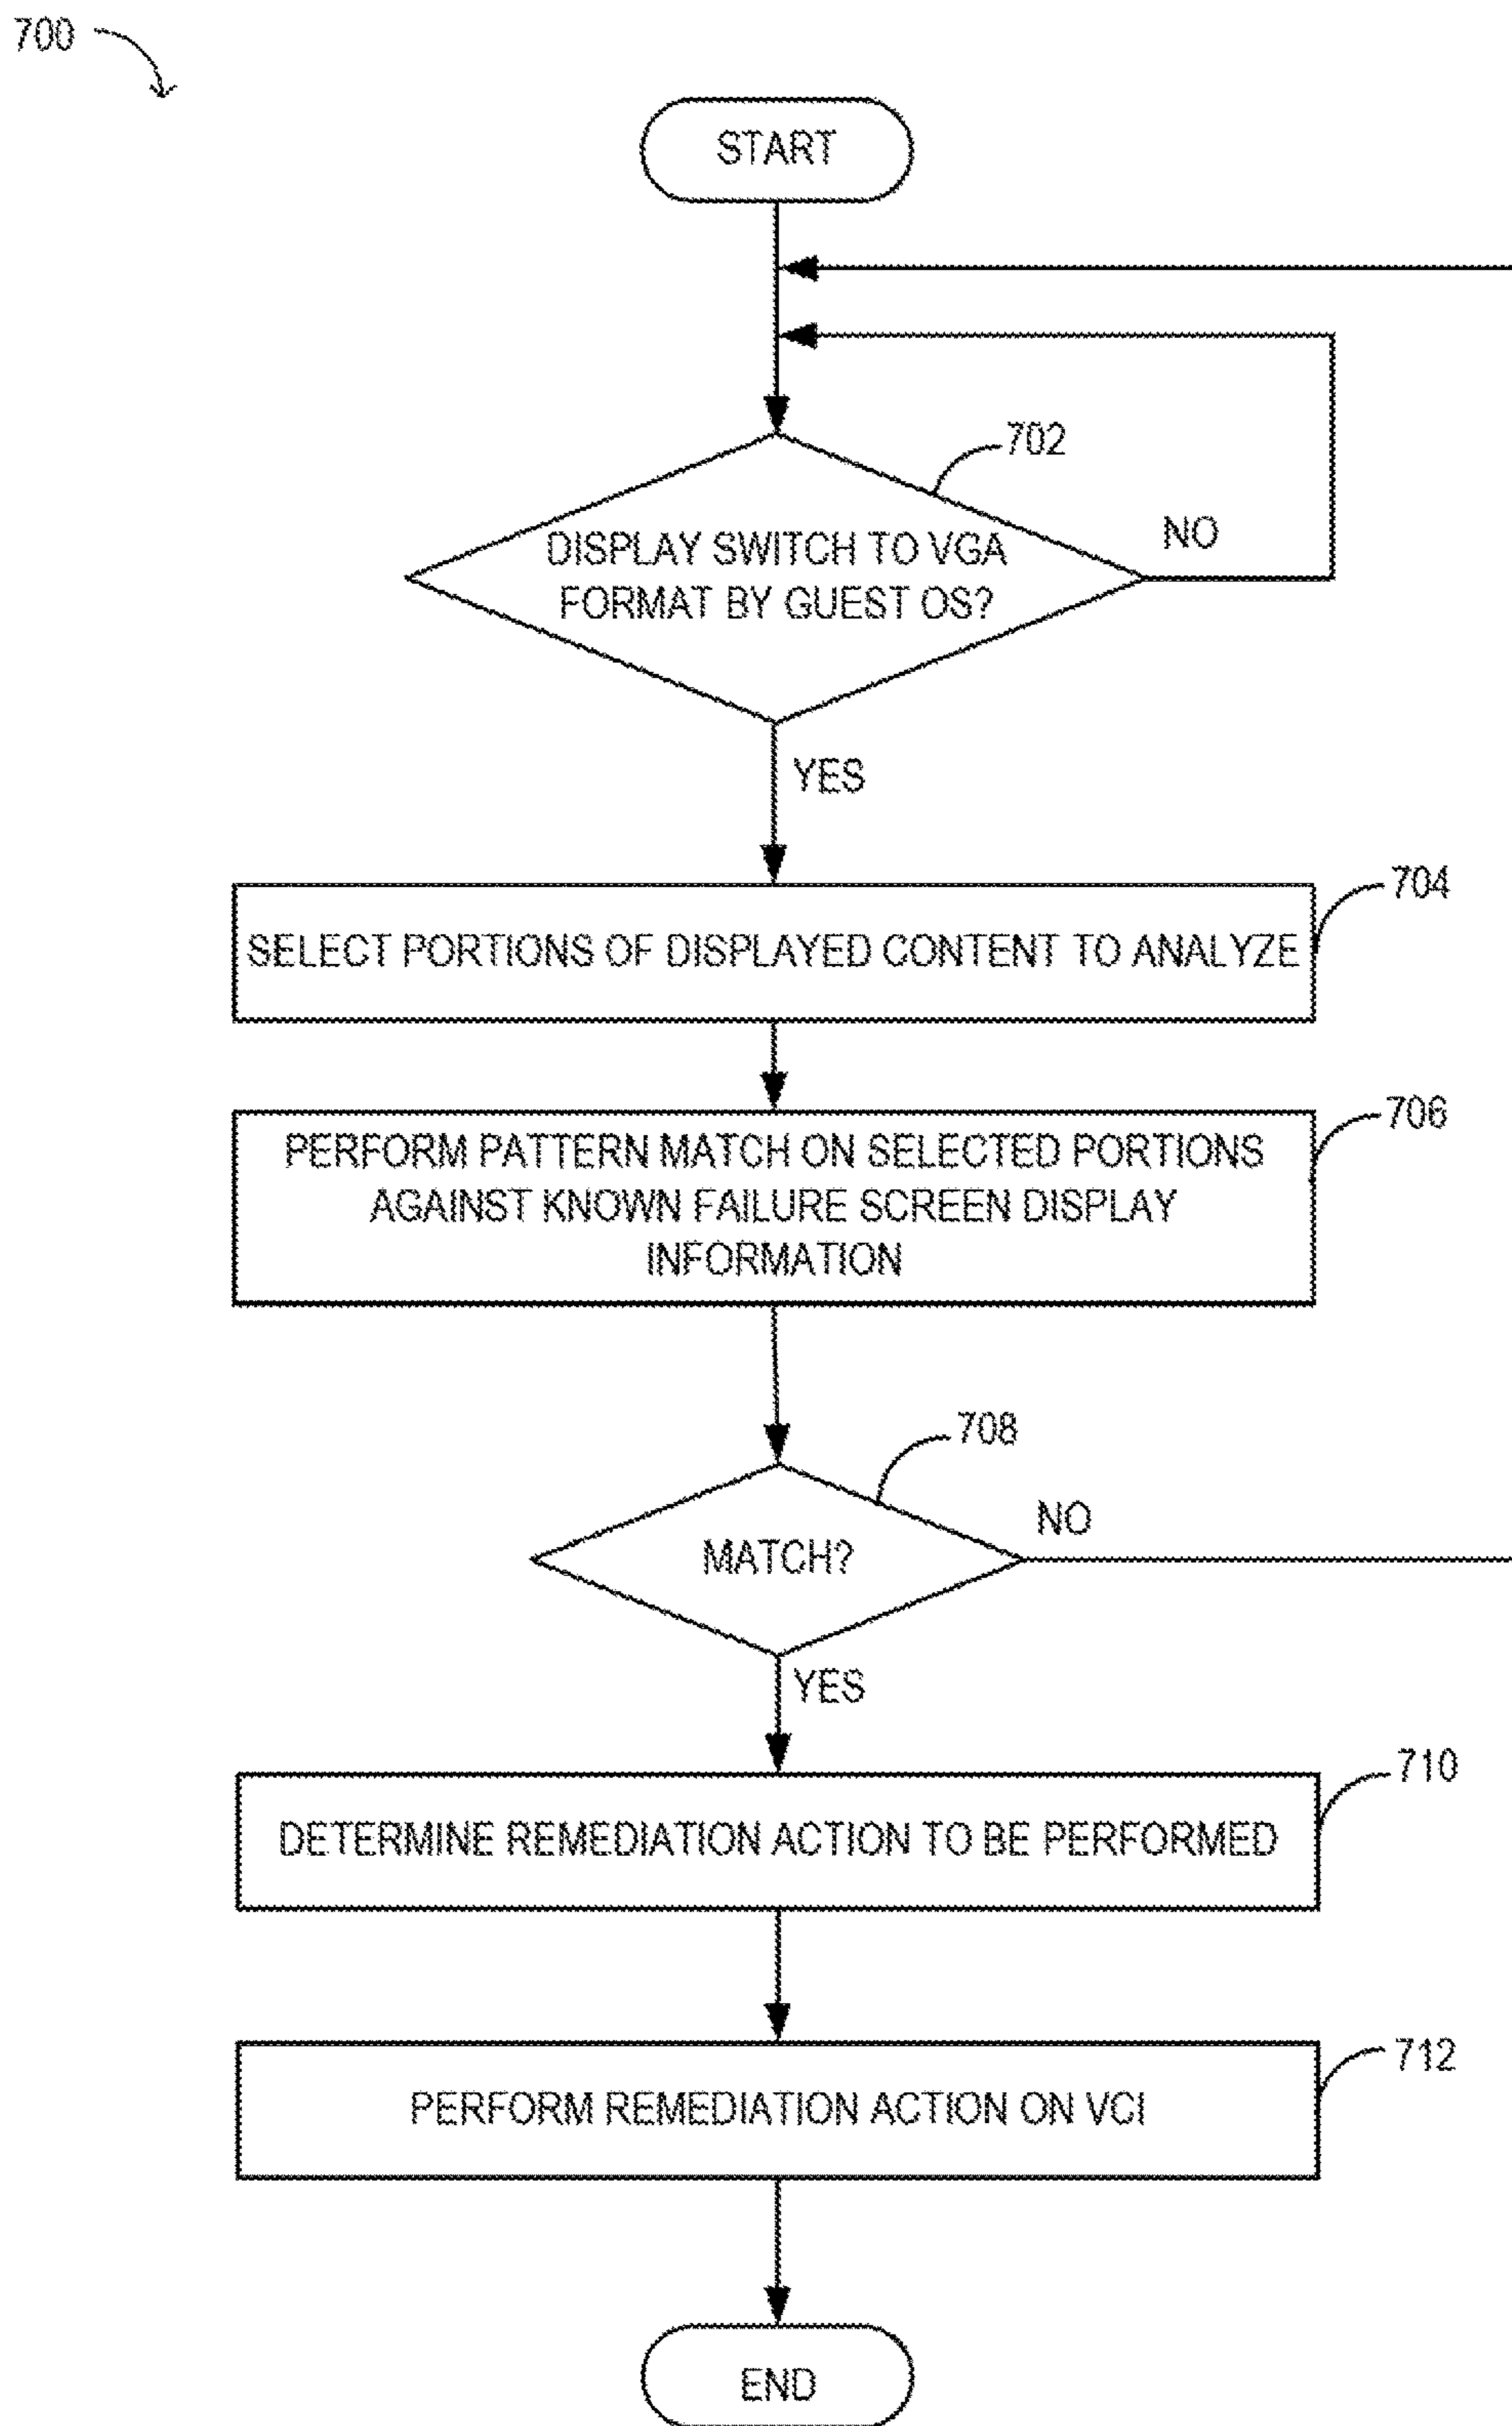 700
START
702
DISPLAY SWITCH TO VGA
FORMAT BY GUEST OS?
NO
YES
704
SELECT PORTIONS OF DISPLAYED CONTENT TO ANALYZE
706
PERFORM PATTERN MATCH ON SELECTED PORTIONS
AGAINST KNOWN FAILURE SCREEN DISPLAY
INFORMATION
708
NO
MATCH?
YES
710
DETERMINE REMEDIATION ACTION TO BE PERFORMED
712
PERFORM REMEDIATION ACTION ON VCI
END